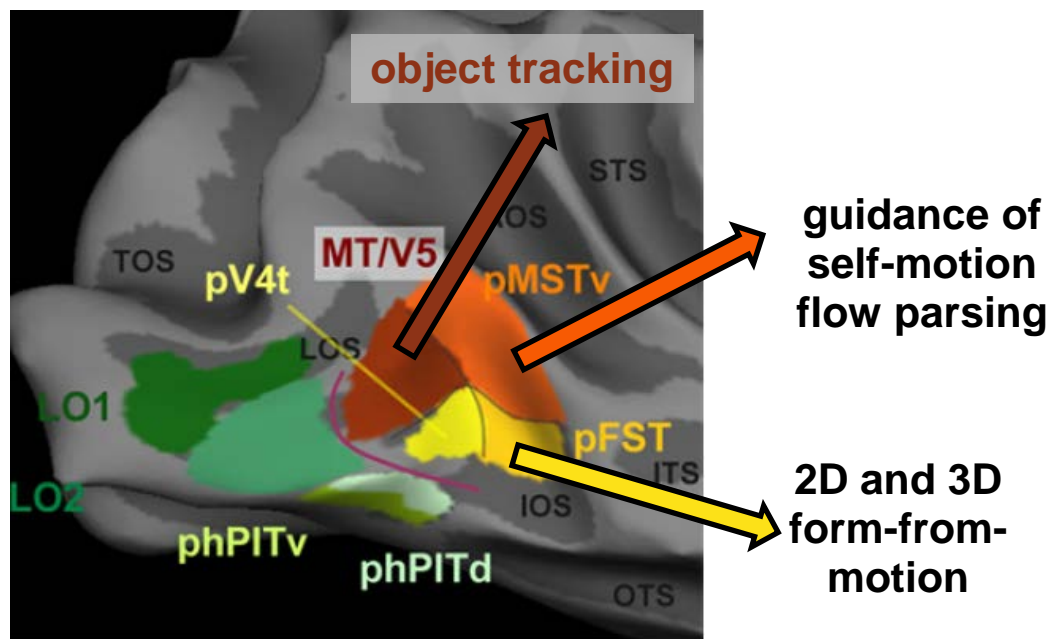 object tracking
STS
AOS
guidance of
self-motion
flow parsing
TOS
MT/V5
pV4t
pMSTv
LOS
LO1
pFST
ITS
2D and 3D
form-from-
motion
LO2
IOS
phPITv
phPITd
OTS